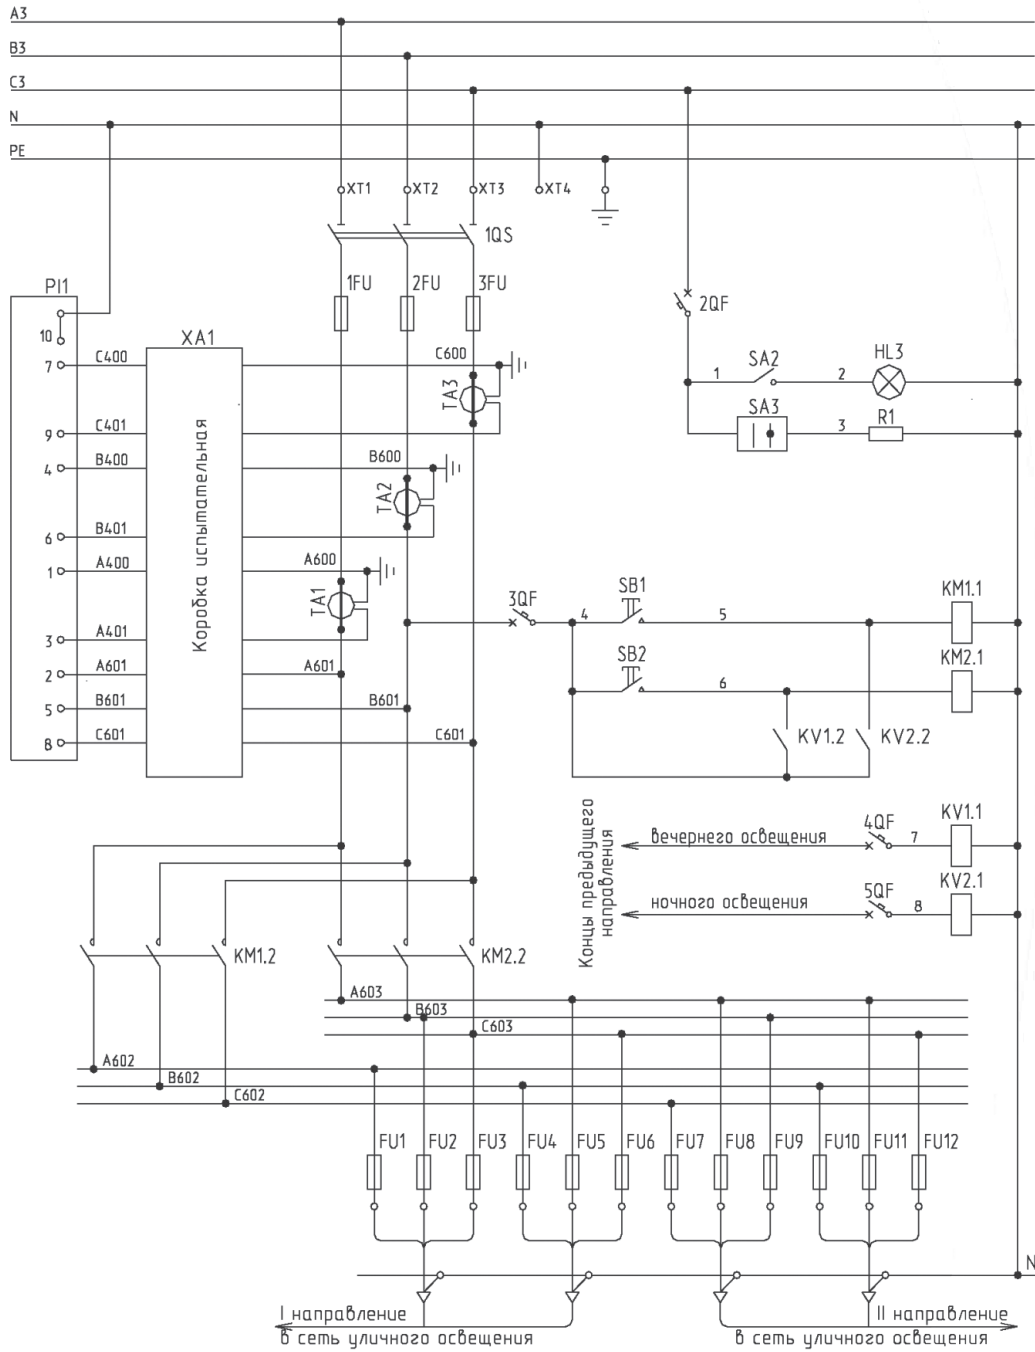 A3
B3
C3
N
PE
XT1
XT2
XT3
XT4
1QS
PI1
1FU
2FU
3FU
2QF
10
XA1
7
C400
C600
TA3
SA2
HL3
1
2
SA3
3
R1
9
C401
4
B400
B600
TA2
6
B401
1
A400
A600
TA1
Коробка испытательная
3QF
4
SB1
5
KM1.1
3
A401
2
A601
A601
SB2
6
KM2.1
5
B601
B601
8
C601
C601
KV1.2
KV2.2
Концы предыдущего
направления
вечернего освещения
4QF
7
KV1.1
ночного освещения
5QF
8
KV2.1
KM1.2
KM2.2
A603
B603
C603
A602
B602
C602
FU1
FU2
FU3
FU4
FU5
FU6
FU7
FU8
FU9
FU10
FU11
FU12
N
I направление
в сеть уличного освещения
II направление
в сеть уличного освещения